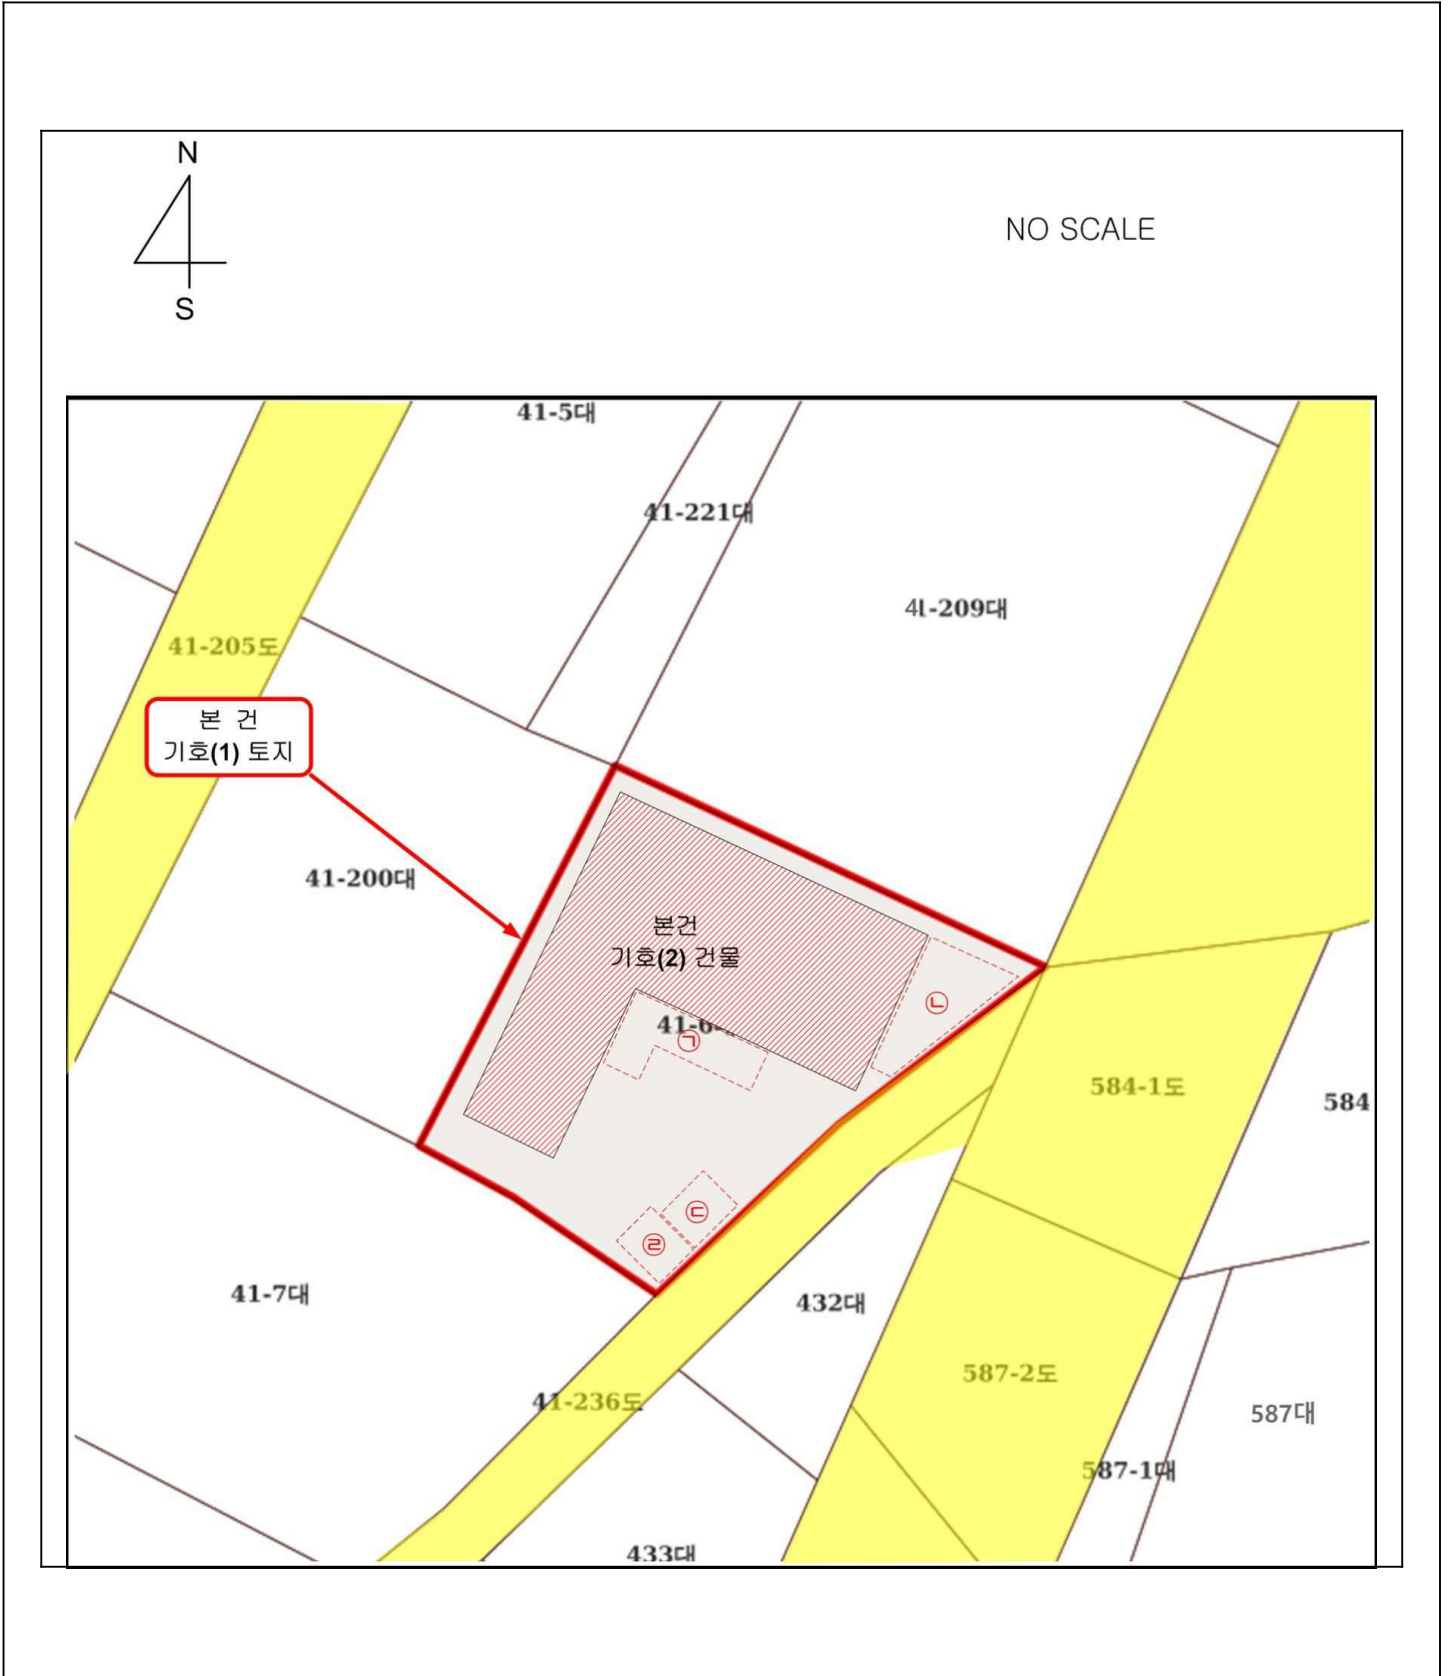 N
S
NO SCALE
41-5대
41-221대
41-209대
41-205도
본 건
기호(1) 토지
41-200대
본건
기호(2) 건물
㉡
41-6
㉠
584-1도
584
㉢
㉣
41-7대
432대
587-2도
41-236도
587대
587-1대
433대